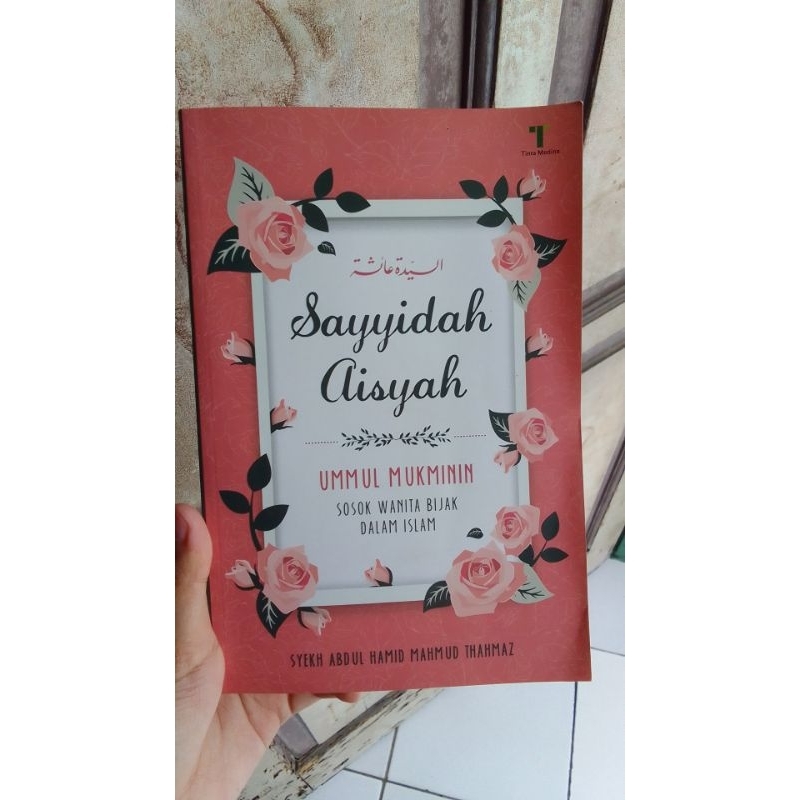 Tiara Medina
السيدة عائشة
Sayyidah
Aisyah
UMMUL MUKMININ
SOSOK WANITA BIJAK
DALAM ISLAM
SYEKH ABDUL HAMID MAHMUD THAHMAZ